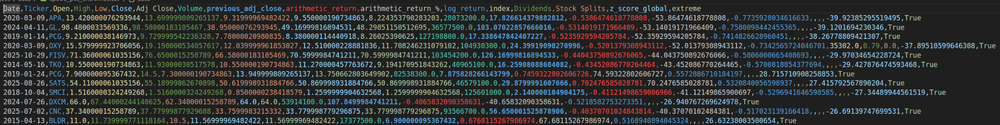 Date,Ticker,Open,High,Low,Close,Adj Close,Volume,previous_adj_close,arithmetic_return,arithmetic_return_%,log_return,index,Dividends,Stock Splits,z_score_global,extreme
2020-03-09,APA,13.420000076293944,13.699999809265137,9.31999969482422,9.550000190734863,8.224353790283203,28073200.0,17.826614379882812,-0.5386474618778808,-53.86474618778808,-0.7735928034616633,,,,-39.92385295519495,True
2024-04-11,GL,98.4800033569336,98.58000183105467,38.95000076293945,49.16999816894531,48.29851150512695,36577500.0,103.07022857666016,-0.5314019171966409,-53.14019171966409,-0.7580098442455365,,,,-39.1201694230346,True
2019-01-14,PCG,9.210000038146973,9.729999542236328,7.78000020980835,8.380000114440918,8.26025390625,127198800.0,17.338647842407227,-0.5235929594205784,-52.35929594205784,-0.7414826628960451,,,,-38.26778809421307,True
2020-03-09,OXY,15.579999923706056,19.190000534057617,12.039999961853027,12.510000228881836,11.708246231079102,104930300.0,24.39919090270996,-0.5201379308943112,-52.01379308943112,-0.7342565724046701,35302.0,0.79,0.0,-37.89510599646308,True
2025-10-29,FISV,71.36000061035156,76.65000015258789,66.58000183105469,70.5999984741211,70.5999984741211,103454200.0,126.16999816894533,-0.44043750892676065,-44.043750892676066,-0.5806000665408693,,,,-29.97034654228724,True
2014-05-16,TKO,10.550000190734863,11.93000030517578,10.550000190734863,11.270000457763672,9.194170951843262,40965100.0,16.25908088684082,-0.43452086770264464,-43.452086770264465,-0.5700818854377694,,,,-29.427876474593468,True
2019-01-24,PCG,7.900000095367432,14.5,7.300000190734863,13.949999809265137,13.750662803649902,82538300.0,7.875828266143799,0.7459322802606726,74.59322802606727,0.5572886710184197,,,,28.715710908258853,True
2025-08-26,SATS,54.11000061035156,55.18999862670898,50.619998931884766,50.869998931884766,50.869998931884766,46579100.0,29.8799991607666,0.702476585028781,70.2476585028781,0.5320840056598937,,,,27.415792567890204,True
2018-10-04,SMCI,1.5160000324249268,1.5160000324249268,0.8500000238418579,1.2599999904632568,1.2599999904632568,125601000.0,2.140000104904175,-0.41121498659006966,-41.12149865900697,-0.5296941646598585,,,,-27.34489944561519,True
2024-07-26,DXCM,66.0,67.44000244140625,62.34000015258789,64.0,64.0,53914100.0,107.8499984741211,-0.4065832090358631,-40.65832090358631,-0.5218582753273351,,,,-26.940767269624978,True
2025-07-02,CNC,37.34000015258789,37.77999877929688,33.7599983215332,33.779998779296875,33.779998779296875,93566700.0,56.650001525878906,-0.40370701024843814,-40.37070102484381,-0.517023139166418,,,,-26.69139747699531,True
2015-04-13,BLDR,11.0,11.739999771118164,10.5,11.56999969482422,11.56999969482422,17377500.0,6.900000095367432,0.6768115267986974,67.68115267986974,0.5168940894045324,,,,26.63238003500654,True